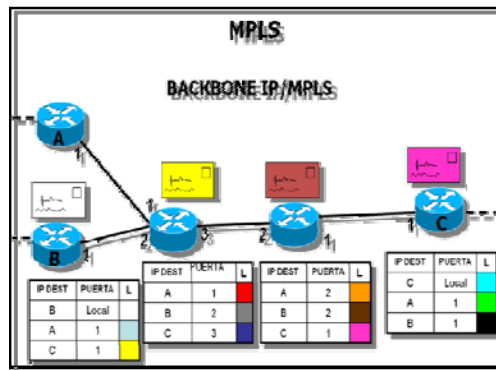 MPLS
BACKBONE IP/MPLS
A
1
B
1
1
2
3
2
1
C
1
IP DEST PUERTA L
B Local
A 1
C 1
IP DEST PUERTA L
A 1
B 2
C 3
IP DEST PUERTA L
A 2
B 2
C 1
IP DEST PUERTA L
C Local
A 1
B 1